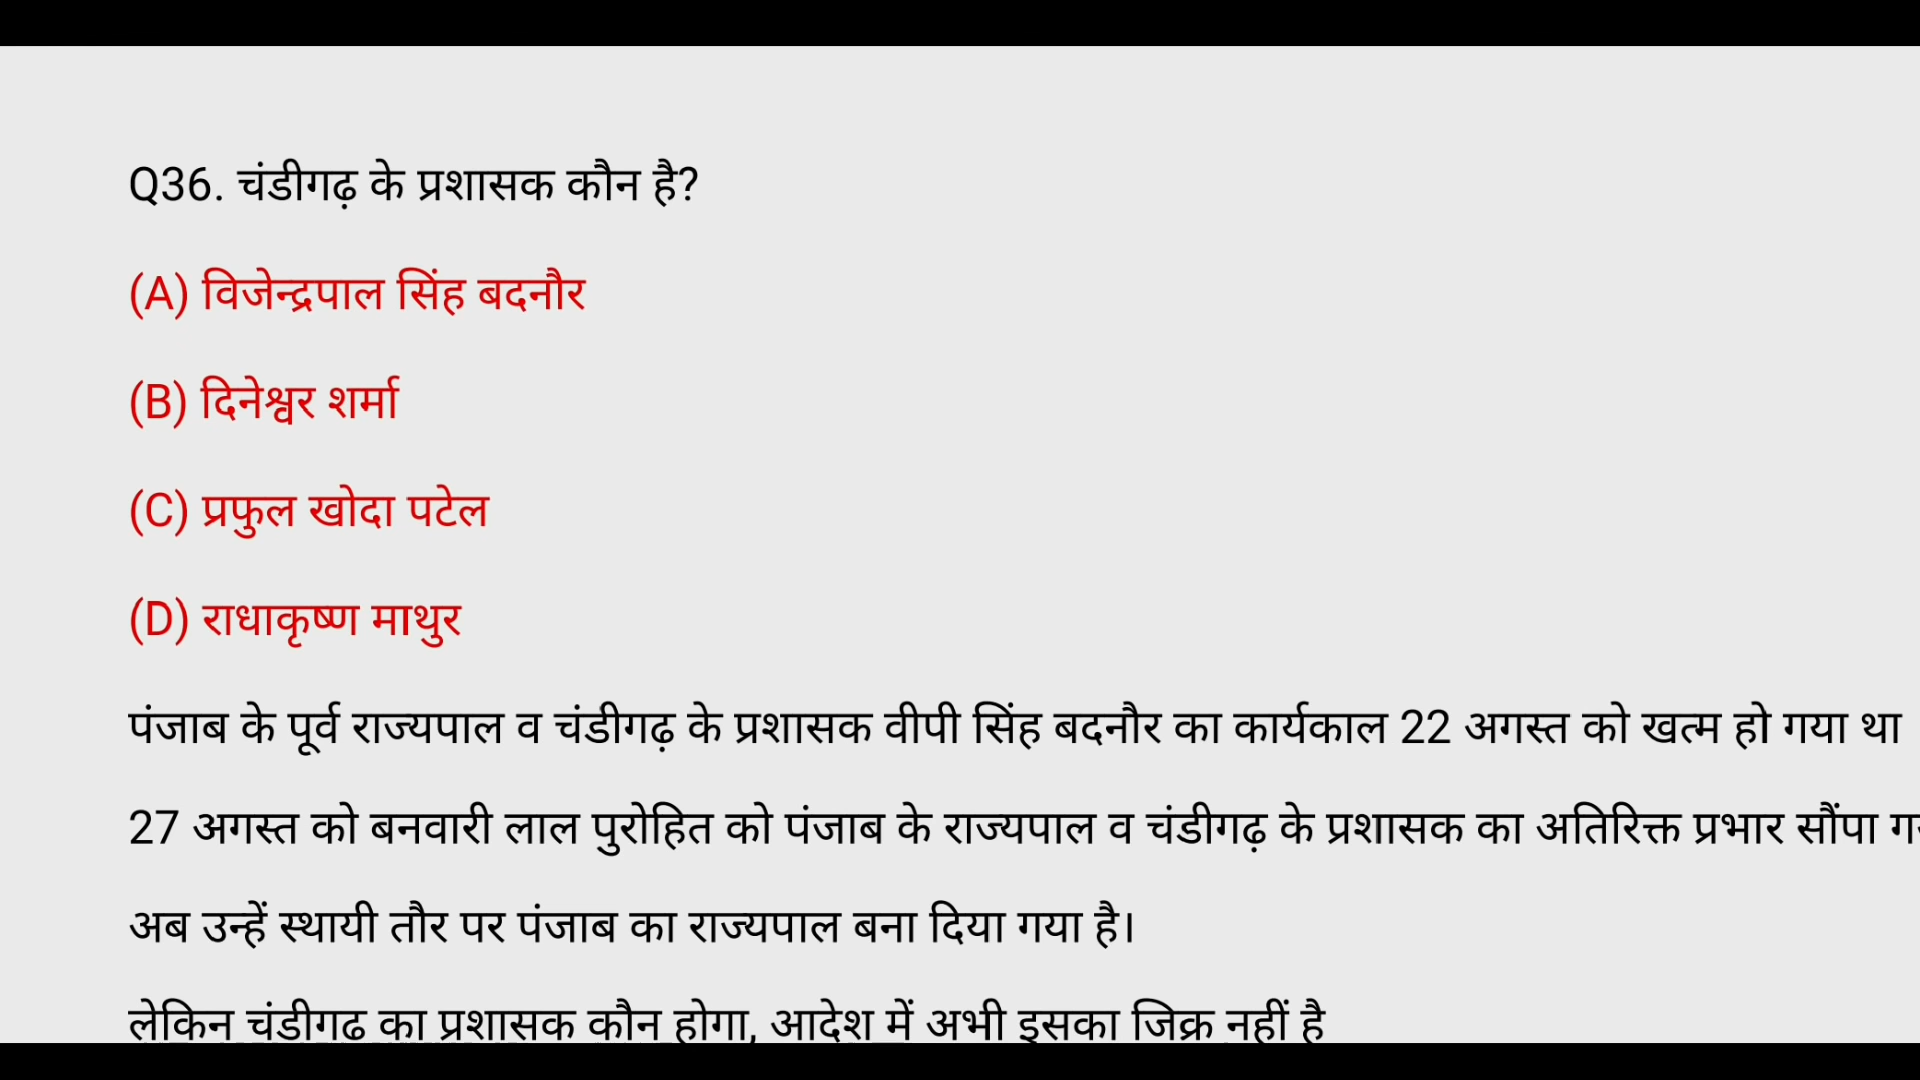 Q36. चंडीगढ़ के प्रशासक कौन है?
(A) विजेन्द्रपाल सिंह बदनौर
(B) दिनेश्वर शर्मा
(C) प्रफुल खोदा पटेल
(D) राधाकृष्ण माथुर
पंजाब के पूर्व राज्यपाल व चंडीगढ़ के प्रशासक वीपी सिंह बदनौर का कार्यकाल 22 अगस्त को खत्म हो गया था
27 अगस्त को बनवारी लाल पुरोहित को पंजाब के राज्यपाल व चंडीगढ़ के प्रशासक का अतिरिक्त प्रभार सौंपा
अब उन्हें स्थायी तौर पर पंजाब का राज्यपाल बना दिया गया है।
लेकिन चंडीगढ़ का प्रशासक कौन होगा, आदेश में अभी इसका जिक्र नहीं है